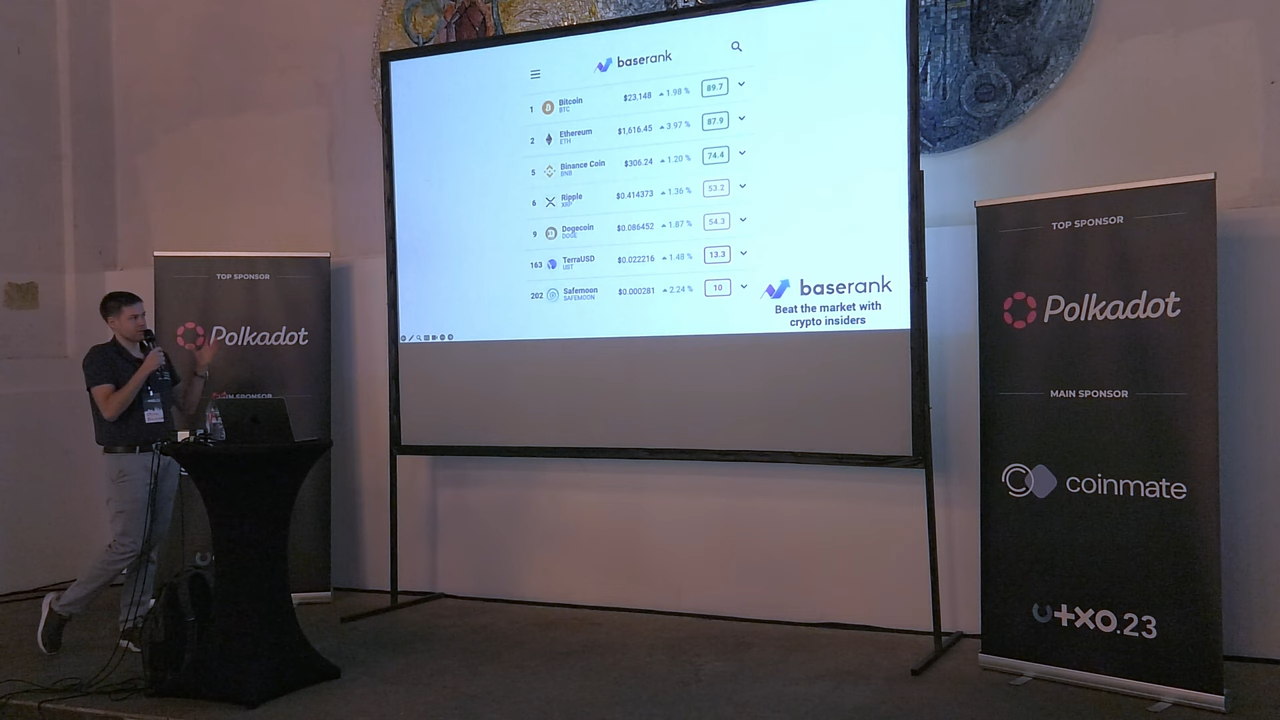 baserank
1 Bitcoin $23,148 1.98 % 89.7
BTC
2 Ethereum $1,616.45 3.97 % 87.9
ETH
5 Binance Coin $306.24 1.20 % 74.4
BNB
6 Ripple $0.414373 1.36 % 53.2
XRP
9 Dogecoin $0.086452 1.87 % 54.3
DOGE
163 TerraUSD $0.022216 1.48 % 13.3
UST
202 Safemoon $0.000281 2.24 % 10
SAFEMOON
baserank
Beat the market with
crypto insiders
TOP SPONSOR
Polkadot
MAIN SPONSOR
TOP SPONSOR
Polkadot
MAIN SPONSOR
coinmate
utxo.23